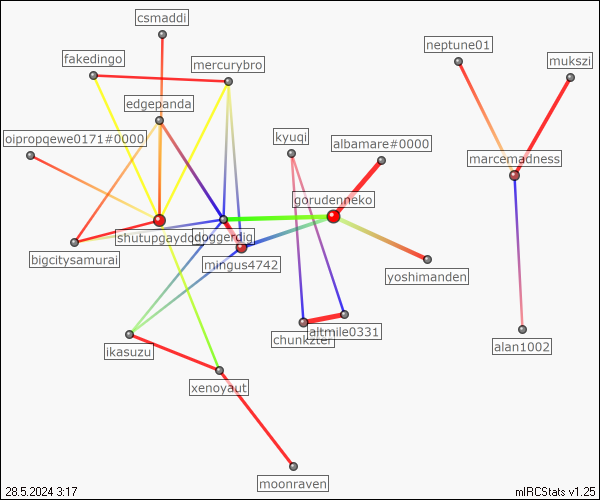 csmaddi
neptune01
fakedingo
mercurybro
mukszi
edgepanda
oipropqewe0171#0000
kyuqi
albamare#0000
marcemadness
gorudenneko
doggerdig
mingus4742
bigcitysamurai
yoshimanden
altmile0331
chunkzter
alan1002
ikasuzu
xenoyaut
moonraven
28.5.2024 3:17
mIRCStats v1.25